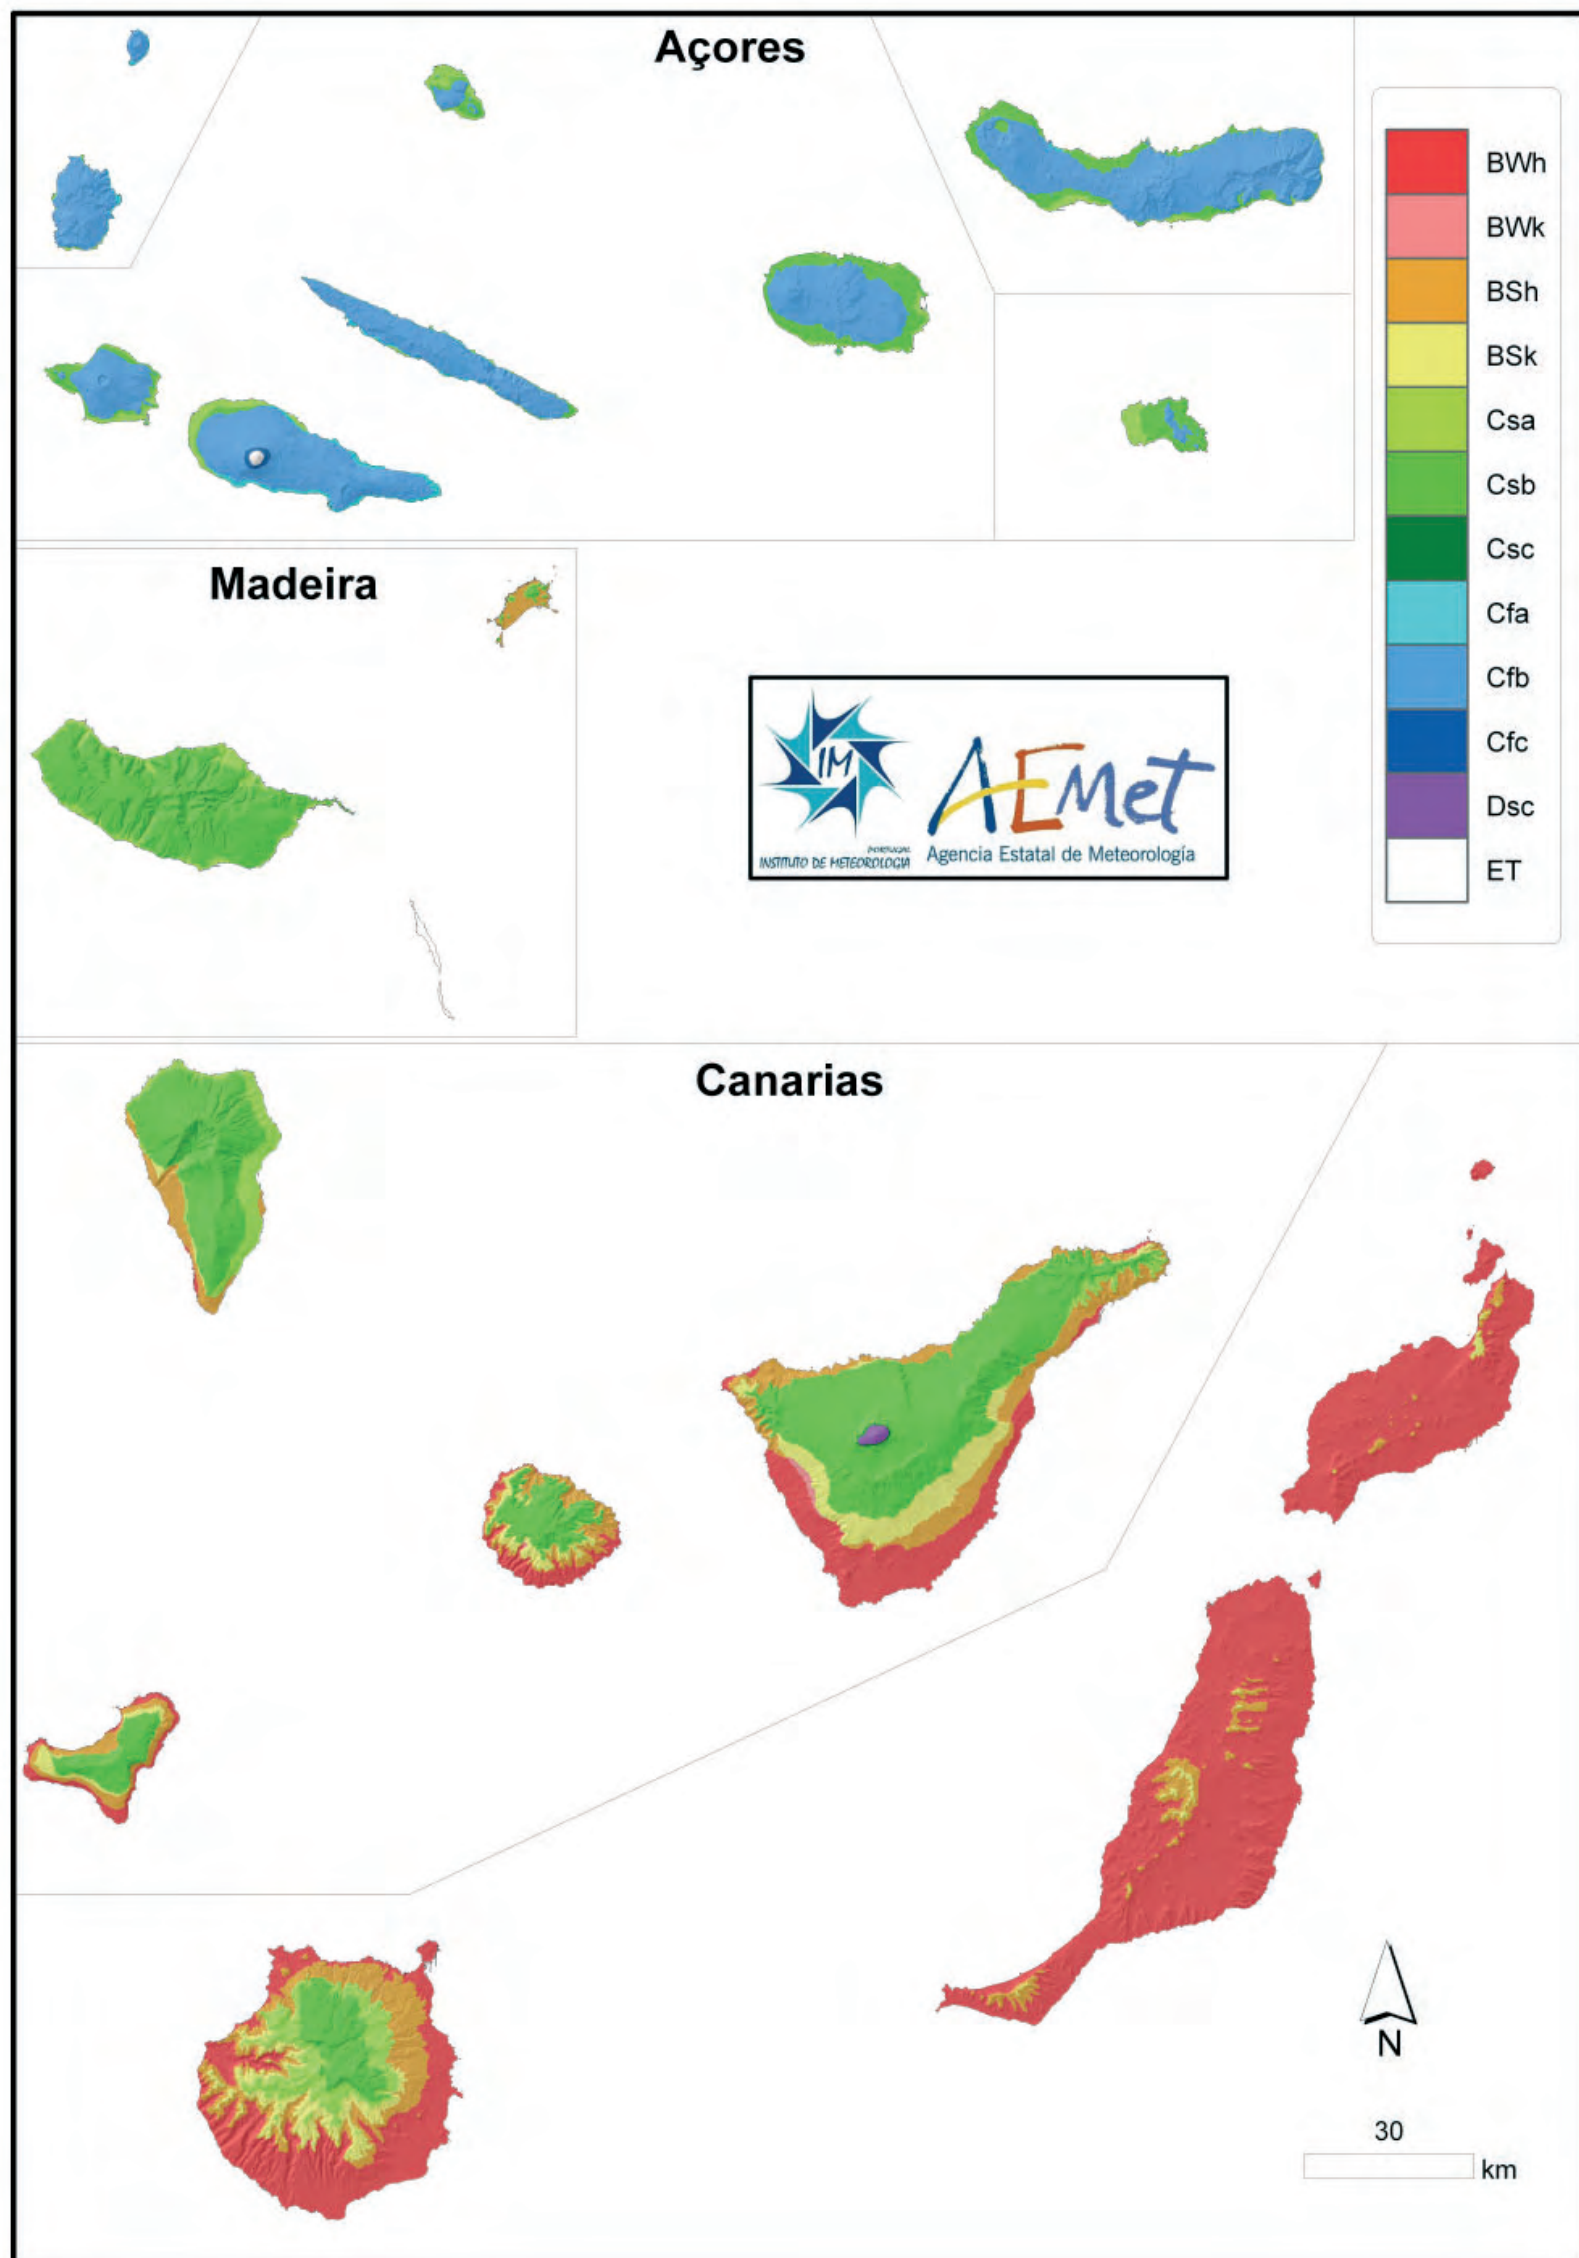 Açores
BWh
BWk
BSh
BSk
Csa
Csb
Csc
Cfa
Cfb
Cfc
Dsc
ET
Madeira
IM
PORTUGAL
INSTITUTO DE METEOROLOGIA
AEMet
Agencia Estatal de Meteorología
Canarias
N
30
km